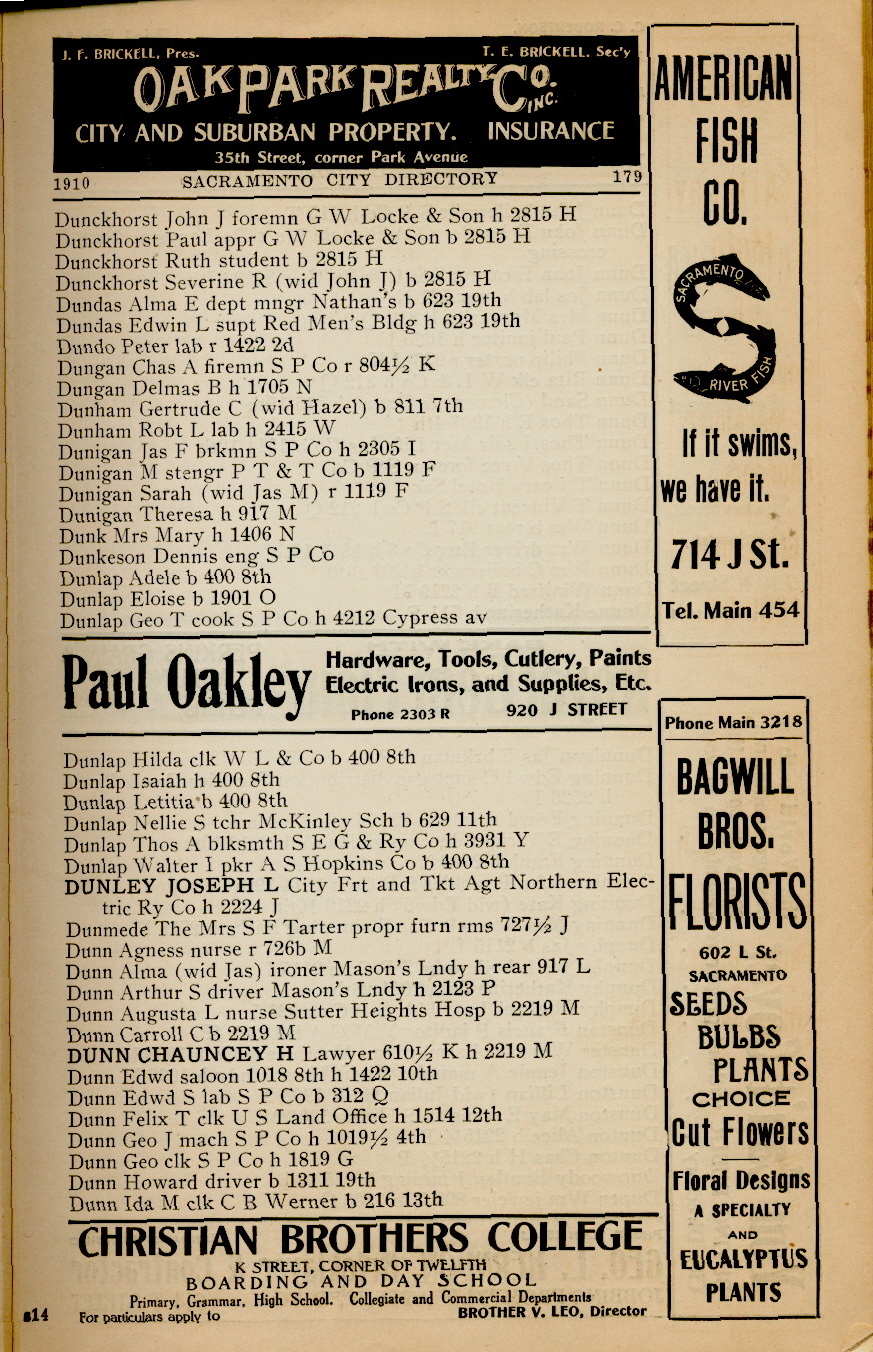 J. F. BRICKELL, Pres. T. E. BRICKELL, Sec'y
OAK PARK REALTY CO. INC.
CITY AND SUBURBAN PROPERTY. INSURANCE
35th Street, corner Park Avenue
1910 SACRAMENTO CITY DIRECTORY 179
Dunckhorst John J foremn G W Locke & Son h 2815 H
Dunckhorst Paul appr G W Locke & Son b 2815 H
Dunckhorst Ruth student b 2815 H
Dunckhorst Severine R (wid John J) b 2815 H
Dundas Alma E dept mngr Nathan's b 623 19th
Dundas Edwin L supt Red Men's Bldg h 623 19th
Dundo Peter lab r 1422 2d
Dungan Chas A firemn S P Co r 804½ K
Dungan Delmas B h 1705 N
Dunham Gertrude C (wid Hazel) b 811 7th
Dunham Robt L lab h 2415 W
Dunigan Jas F brkmn S P Co h 2305 I
Dunigan M stengr P T & T Co b 1119 F
Dunigan Sarah (wid Jas M) r 1119 F
Dunigan Theresa h 917 M
Dunk Mrs Mary h 1406 N
Dunkeson Dennis eng S P Co
Dunlap Adele b 400 8th
Dunlap Eloise b 1901 O
Dunlap Geo T cook S P Co h 4212 Cypress av
Paul Oakley
Hardware, Tools, Cutlery, Paints
Electric Irons, and Supplies, Etc.
Phone 2303 R 920 J STREET
Dunlap Hilda clk W L & Co b 400 8th
Dunlap Isaiah h 400 8th
Dunlap Letitia b 400 8th
Dunlap Nellie S tchr McKinley Sch b 629 11th
Dunlap Thos A blksmth S E G & Ry Co h 3931 Y
Dunlap Walter I pkr A S Hopkins Co b 400 8th
DUNLEY JOSEPH L City Frt and Tkt Agt Northern Elec-
tric Ry Co h 2224 J
Dunmede The Mrs S F Tarter propr furn rms 727½ J
Dunn Agness nurse r 726b M
Dunn Alma (wid Jas) ironer Mason's Lndy h rear 917 L
Dunn Arthur S driver Mason's Lndy h 2123 P
Dunn Augusta L nurse Sutter Heights Hosp b 2219 M
Dunn Carroll C b 2219 M
DUNN CHAUNCEY H Lawyer 610½ K h 2219 M
Dunn Edwd saloon 1018 8th h 1422 10th
Dunn Edwd S lab S P Co b 312 Q
Dunn Felix T clk U S Land Office h 1514 12th
Dunn Geo J mach S P Co h 1019½ 4th
Dunn Geo clk S P Co h 1819 G
Dunn Howard driver b 1311 19th
Dunn Ida M clk C B Werner b 216 13th
CHRISTIAN BROTHERS COLLEGE
K STREET, CORNER OF TWELFTH
BOARDING AND DAY SCHOOL
Primary, Grammar, High School. Collegiate and Commercial Departments
For particulars apply to BROTHER V. LEO, Director
s14
AMERICAN
FISH
CO.
SACRAMENTO
RIVER FISH
If it swims,
we have it.
714 J St.
Tel. Main 454
Phone Main 3218
BAGWILL
BROS.
FLORISTS
602 L St.
SACRAMENTO
SEEDS
BULBS
PLANTS
CHOICE
Cut Flowers
Floral Designs
A SPECIALTY
AND
EUCALYPTUS
PLANTS